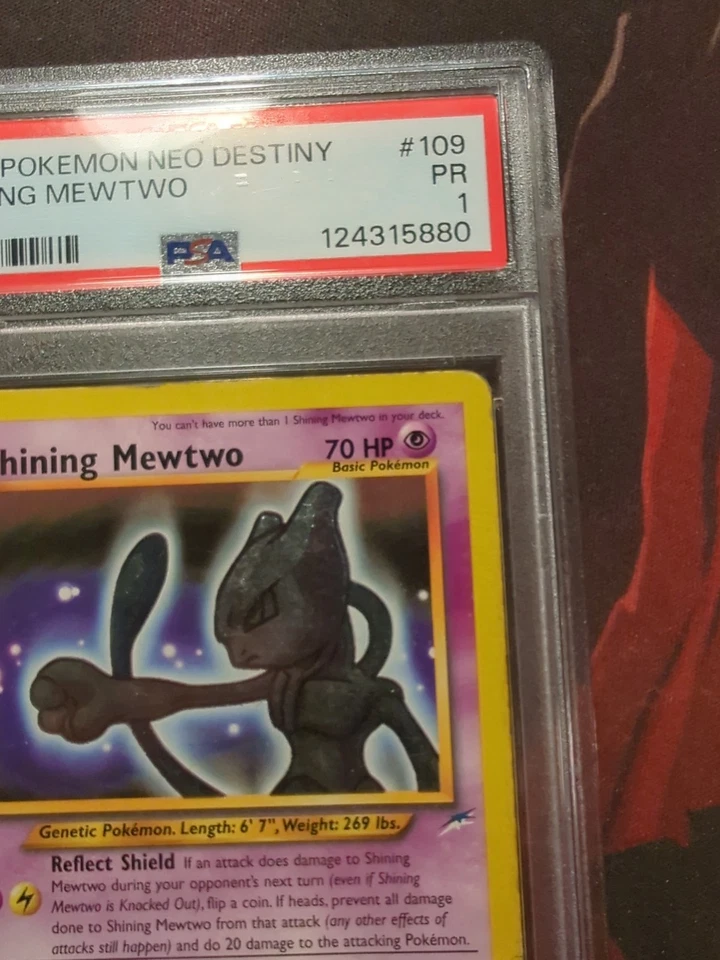 POKEMON NEO DESTINY #109
NG MEWTWO PR
1
PSA 124315880
You can't have more than 1 Shining Mewtwo in your deck.
hining Mewtwo 70 HP
Basic Pokémon
Genetic Pokémon. Length: 6' 7", Weight: 269 lbs.
Reflect Shield If an attack does damage to Shining
Mewtwo during your opponent's next turn (even if Shining
Mewtwo is Knocked Out), flip a coin. If heads, prevent all damage
done to Shining Mewtwo from that attack (any other effects of
attacks still happen) and do 20 damage to the attacking Pokémon.